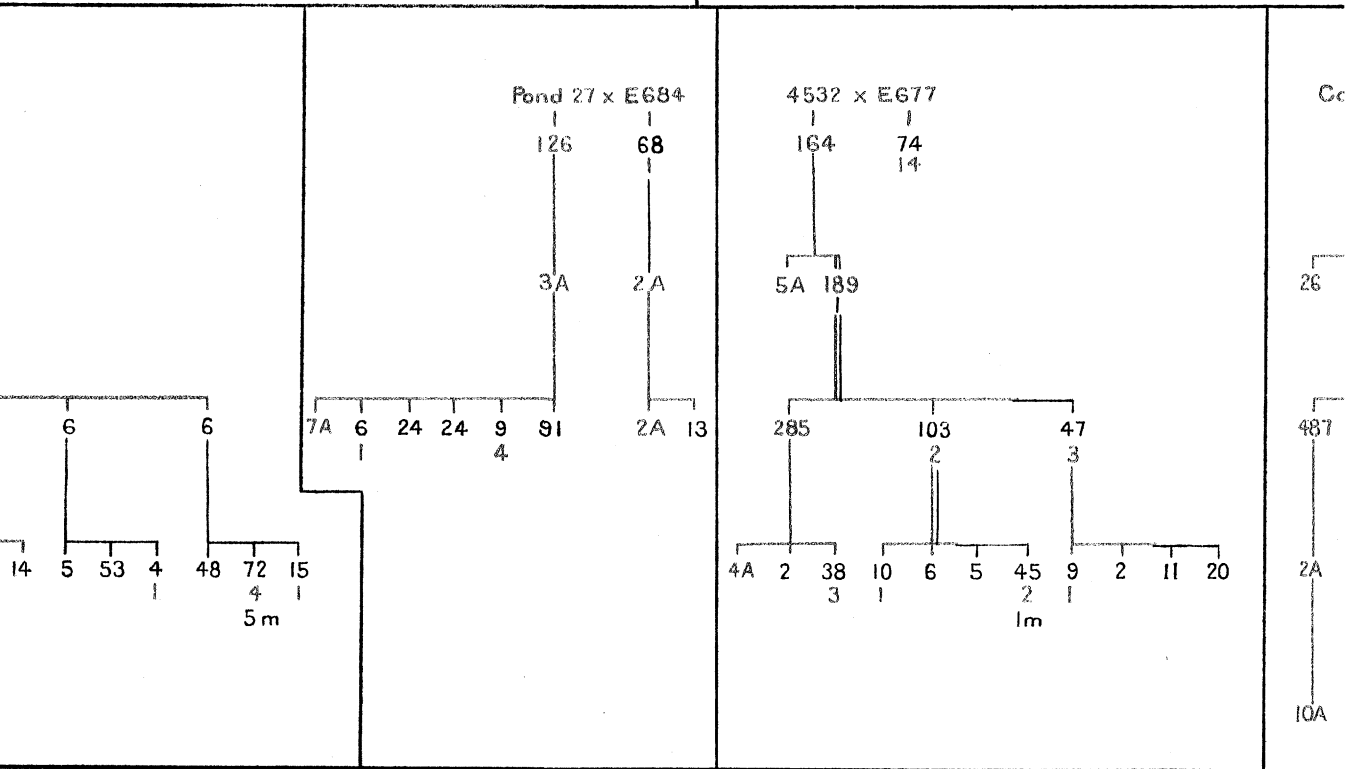 Pond 27 x E684 4532 x E677 Co
126 68 164 74
14
3A 2A 5A 189 26
6 6 7A 6 24 24 9 91 2A 13 285 103 47 487
1 4 2 3
14 5 53 4 48 72 15 4A 2 38 10 6 5 45 9 2 11 20 2A
1 4 1 3 1 2 1
5m 1m
10A